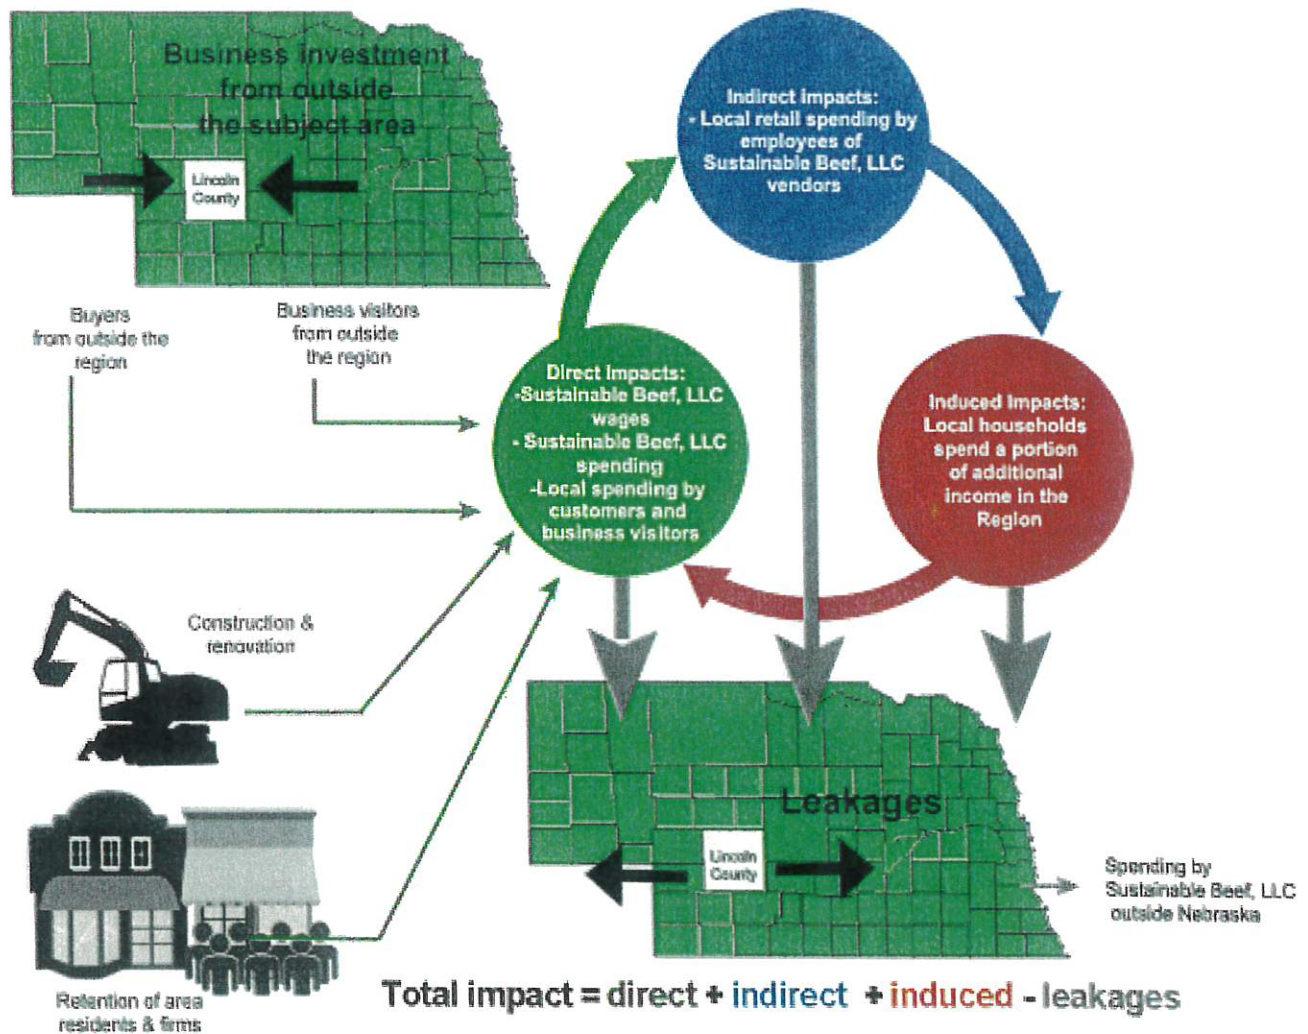 Business investment
from outside
the subject area
Lincoln
County
Buyers
from outside the
region
Business visitors
from outside
the region
Indirect Impacts:
- Local retail spending by
employees of
Sustainable Beef, LLC
vendors
Direct Impacts:
-Sustainable Beef, LLC
wages
- Sustainable Beef, LLC
spending
-Local spending by
customers and
business visitors
Induced Impacts:
Local households
spend a portion
of additional
income in the
Region
Construction &
renovation
Retention of area
residents & firms
Leakages
Lincoln
County
Spending by
Sustainable Beef, LLC
outside Nebraska
Total impact = direct + indirect + induced - leakages